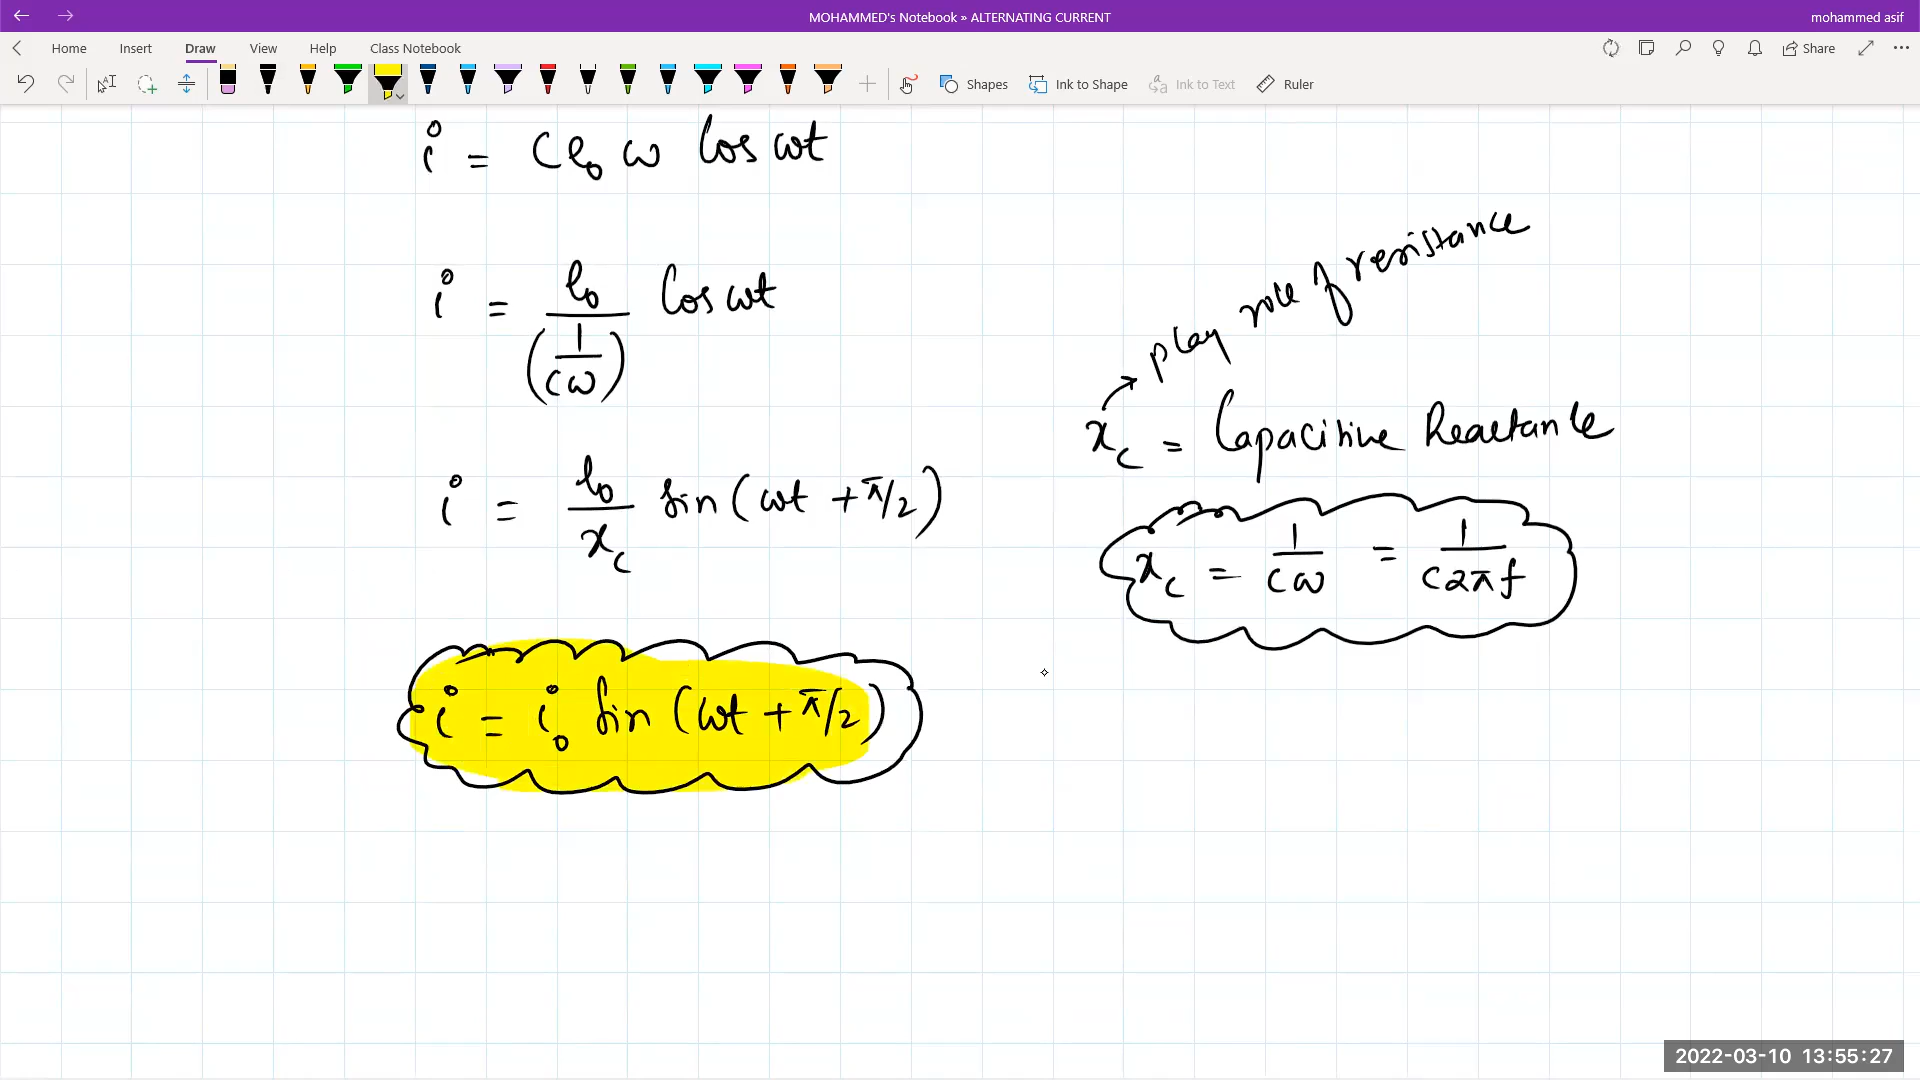 MOHAMMED's Notebook » ALTERNATING CURRENT
mohammed asif
Home Insert Draw View Help Class Notebook
Share
Shapes Ink to Shape Ink to Text Ruler
i = Ce₀ ω Cos ωt
i = e₀/(1/Cω) Cos ωt
i = e₀/x_C Sin (ωt + π/2)
i = i₀ Sin (ωt + π/2)
play role of resistance
x_C = Capacitive Reactance
x_C = 1/Cω = 1/C2πf
2022-03-10 13:55:27